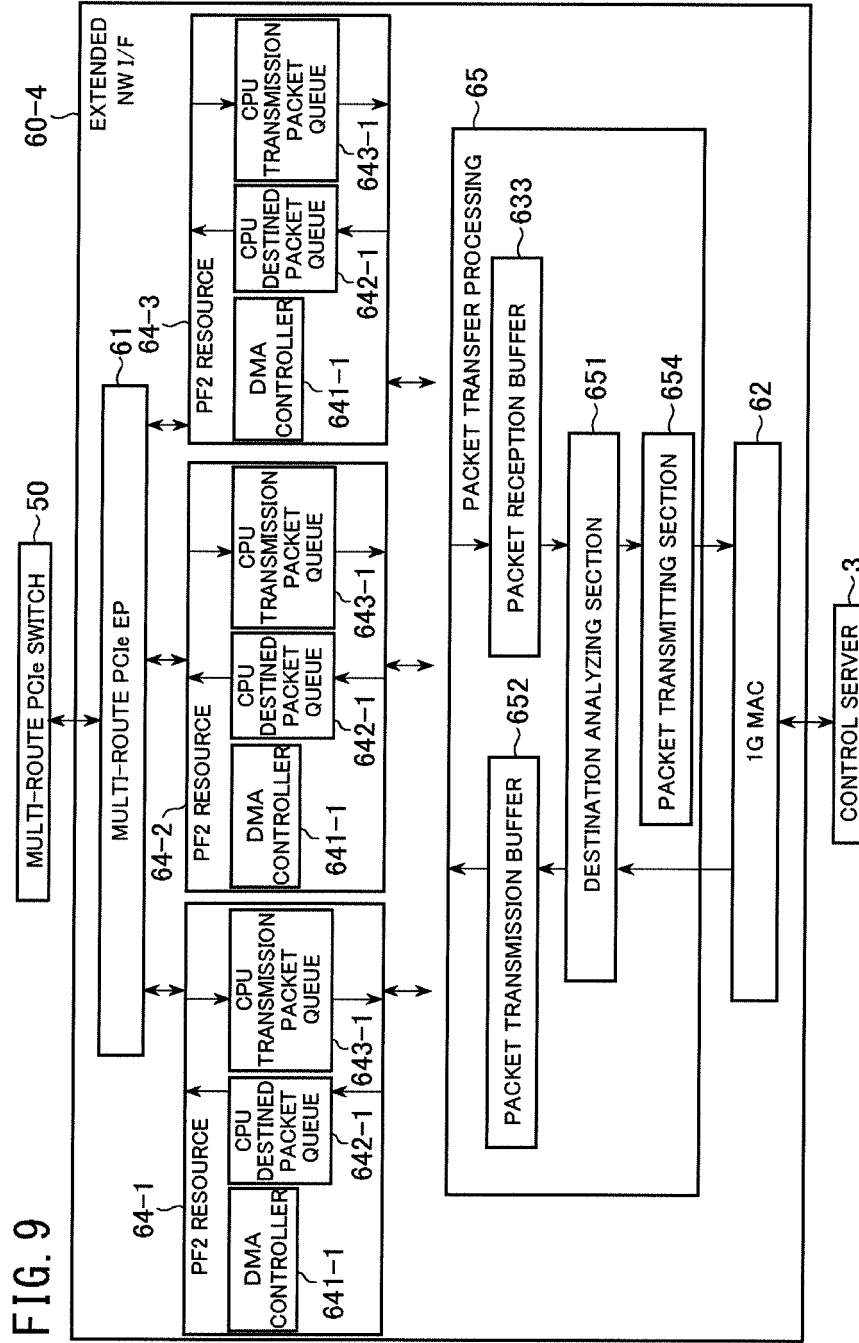 FIG. 9
MULTI-ROUTE PCIe SWITCH
50
60-4
EXTENDED
NW I/F
MULTI-ROUTE PCIe EP
61
64-1
PF2 RESOURCE
DMA
CONTROLLER
641-1
CPU
DESTINED
PACKET
QUEUE
642-1
CPU
TRANSMISSION
PACKET
QUEUE
643-1
64-2
PF2 RESOURCE
DMA
CONTROLLER
641-1
CPU
DESTINED
PACKET
QUEUE
642-1
CPU
TRANSMISSION
PACKET
QUEUE
643-1
64-3
PF2 RESOURCE
DMA
CONTROLLER
641-1
CPU
DESTINED
PACKET
QUEUE
642-1
CPU
TRANSMISSION
PACKET
QUEUE
643-1
PACKET TRANSFER PROCESSING
65
PACKET TRANSMISSION BUFFER
652
PACKET RECEPTION BUFFER
633
DESTINATION ANALYZING SECTION
651
PACKET TRANSMITTING SECTION
654
1G MAC
62
CONTROL SERVER
3